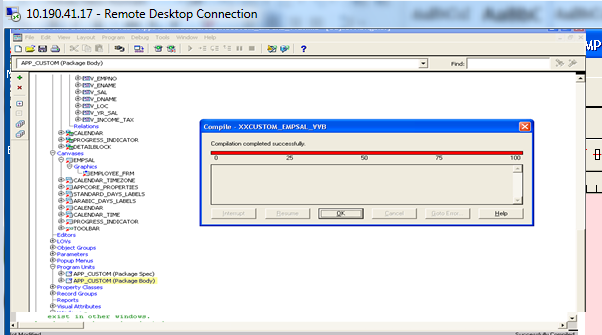 10.190.41.17 - Remote Desktop Connection
File Edit View Layout Program Debug Tools Window Help
APP_CUSTOM (Package Body)
Find:
V_EMPNO
V_ENAME
V_SAL
V_DNAME
V_LOC
V_YR_SAL
V_INCOME_TAX
Relations
CALENDAR
PROGRESS_INDICATOR
DETAILBLOCK
Canvases
EMPSAL
Graphics
EMPLOYEE_FRM
CALENDAR_TIMEZONE
APPCORE_PROPERTIES
STANDARD_DAYS_LABELS
ARABIC_DAYS_LABELS
CALENDAR
CALENDAR_TIME
PROGRESS_INDICATOR
TOOLBAR
Editors
LOVs
Object Groups
Parameters
Popup Menus
Program Units
APP_CUSTOM (Package Spec)
APP_CUSTOM (Package Body)
Property Classes
Record Groups
Reports
Visual Attributes
exist in other windows.
Compile - XXCUSTOM_EMPSAL_YVB
Compilation completed successfully.
0 25 50 75 100
Interrupt Resume OK Cancel Goto Error... Help